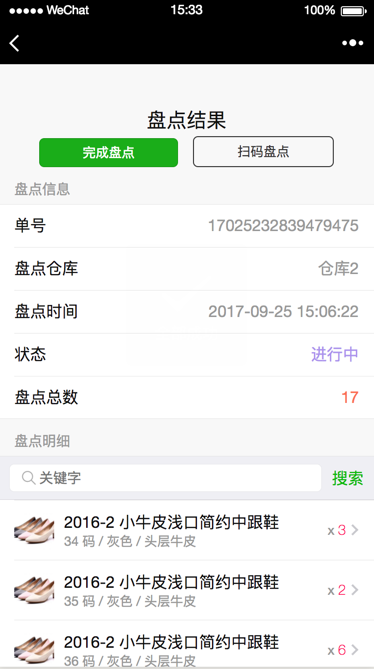 WeChat 15:33 100%
盘点结果
完成盘点 扫码盘点
盘点信息
单号 17025232839479475
盘点仓库 仓库2
盘点时间 2017-09-25 15:06:22
状态 进行中
盘点总数 17
盘点明细
关键字 搜索
2016-2 小牛皮浅口简约中跟鞋
34 码 / 灰色 / 头层牛皮 x 3
2016-2 小牛皮浅口简约中跟鞋
35 码 / 灰色 / 头层牛皮 x 2
2016-2 小牛皮浅口简约中跟鞋
36 码 / 灰色 / 头层牛皮 x 6